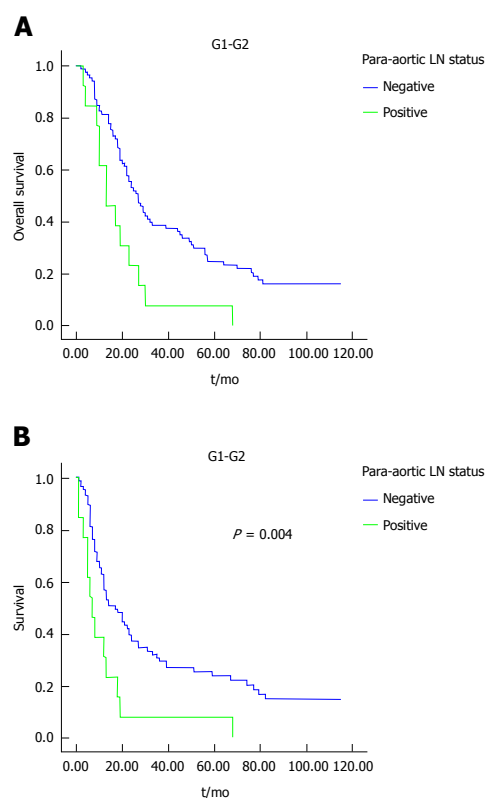 A
G1-G2
Para-aortic LN status
Negative
Positive
Overall survival
1.0
0.8
0.6
0.4
0.2
0.0
0.00 20.00 40.00 60.00 80.00 100.00 120.00
t/mo
B
G1-G2
Para-aortic LN status
Negative
Positive
P = 0.004
Survival
1.0
0.8
0.6
0.4
0.2
0.0
0.00 20.00 40.00 60.00 80.00 100.00 120.00
t/mo